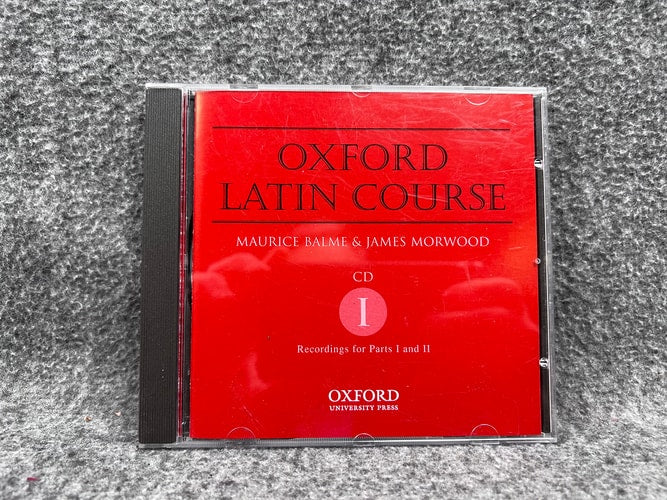 OXFORD
LATIN COURSE
MAURICE BALME & JAMES MORWOOD
CD
I
Recordings for Parts I and II
OXFORD
UNIVERSITY PRESS